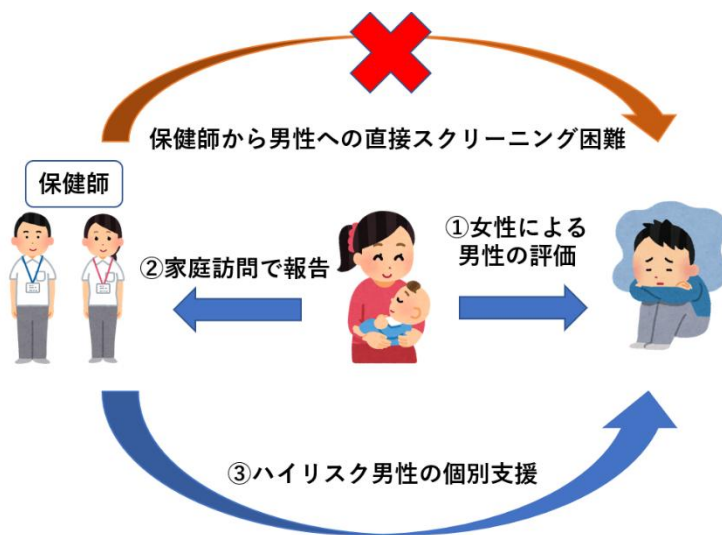 保健師から男性への直接スクリーニング困難
保健師
①女性による
男性の評価
②家庭訪問で報告
③ハイリスク男性の個別支援